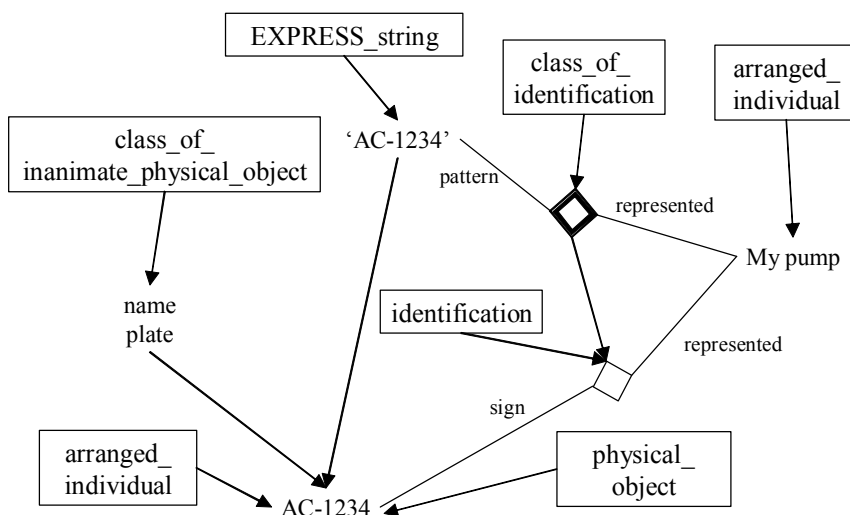 EXPRESS_string
class_of_
identification
arranged_
individual
class_of_
inanimate_physical_object
‘AC-1234’
pattern
represented
My pump
name
plate
identification
represented
sign
arranged_
individual
physical_
object
AC-1234